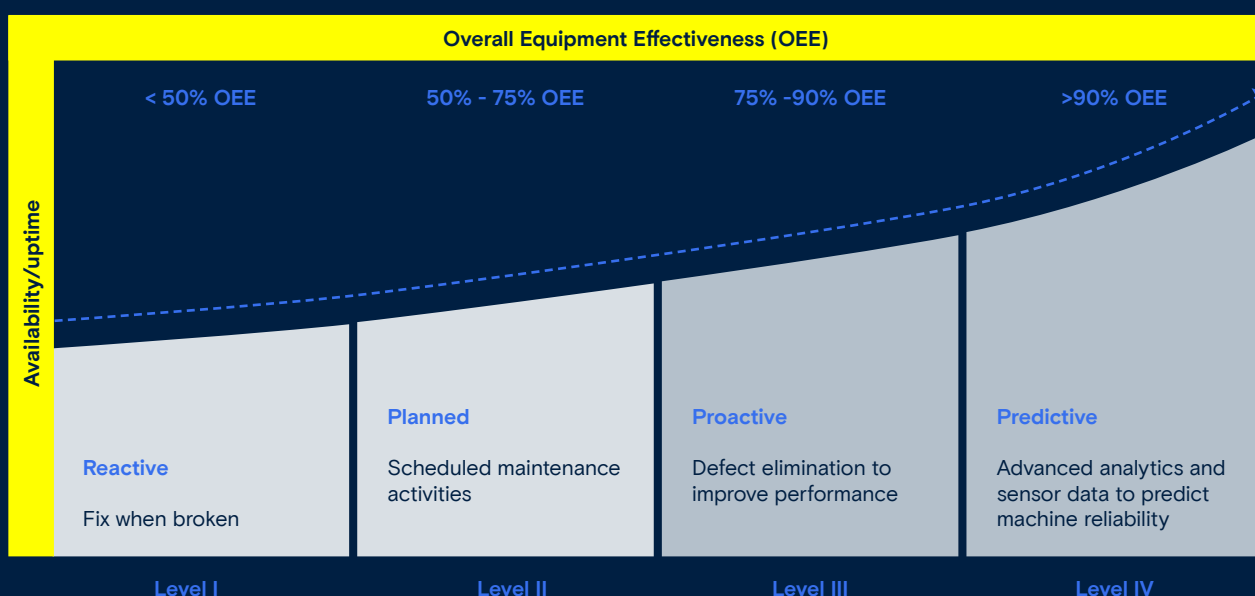 Overall Equipment Effectiveness (OEE)
< 50% OEE
50% - 75% OEE
75% -90% OEE
>90% OEE
Availability/uptime
Reactive
Fix when broken
Planned
Scheduled maintenance
activities
Proactive
Defect elimination to
improve performance
Predictive
Advanced analytics and
sensor data to predict
machine reliability
Level I
Level II
Level III
Level IV